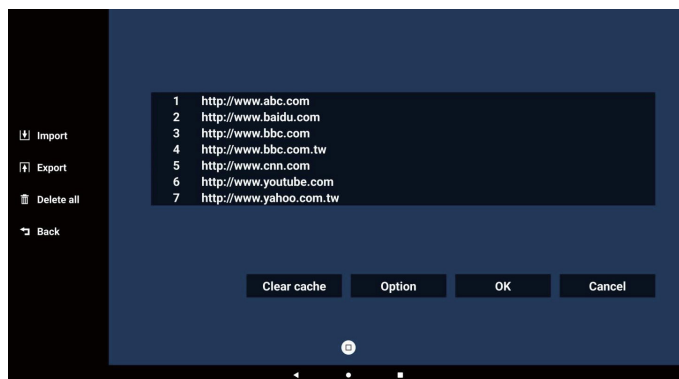 Import
Export
Delete all
Back
1 http://www.abc.com
2 http://www.baidu.com
3 http://www.bbc.com
4 http://www.bbc.com.tw
5 http://www.cnn.com
6 http://www.youtube.com
7 http://www.yahoo.com.tw
Clear cache Option OK Cancel